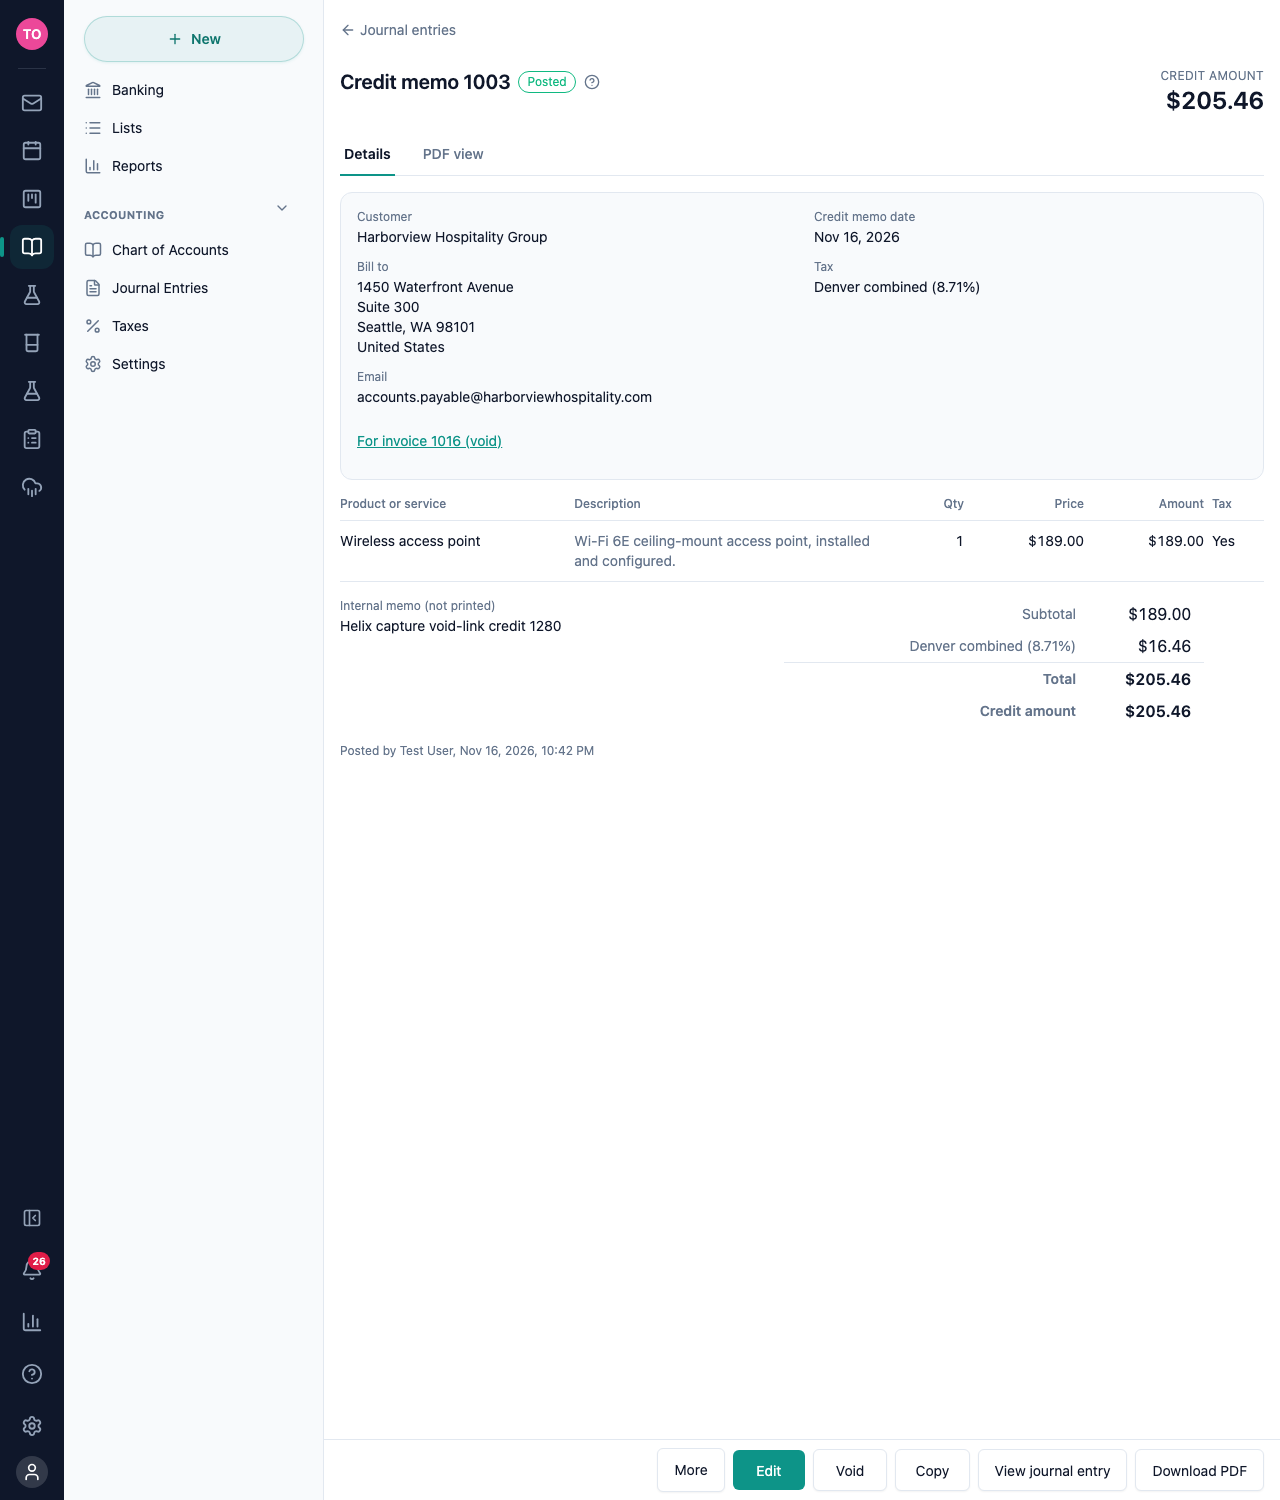 TO
New
Banking
Lists
Reports
ACCOUNTING
Chart of Accounts
Journal Entries
Taxes
Settings
26
Journal entries
Credit memo 1003 Posted
CREDIT AMOUNT
$205.46
Details PDF view
Customer
Harborview Hospitality Group
Credit memo date
Nov 16, 2026
Bill to
1450 Waterfront Avenue
Suite 300
Seattle, WA 98101
United States
Tax
Denver combined (8.71%)
Email
accounts.payable@harborviewhospitality.com
For invoice 1016 (void)
Product or service Description Qty Price Amount Tax
Wireless access point Wi-Fi 6E ceiling-mount access point, installed 1 $189.00 $189.00 Yes
and configured.
Internal memo (not printed)
Helix capture void-link credit 1280
Subtotal $189.00
Denver combined (8.71%) $16.46
Total $205.46
Credit amount $205.46
Posted by Test User, Nov 16, 2026, 10:42 PM
More Edit Void Copy View journal entry Download PDF